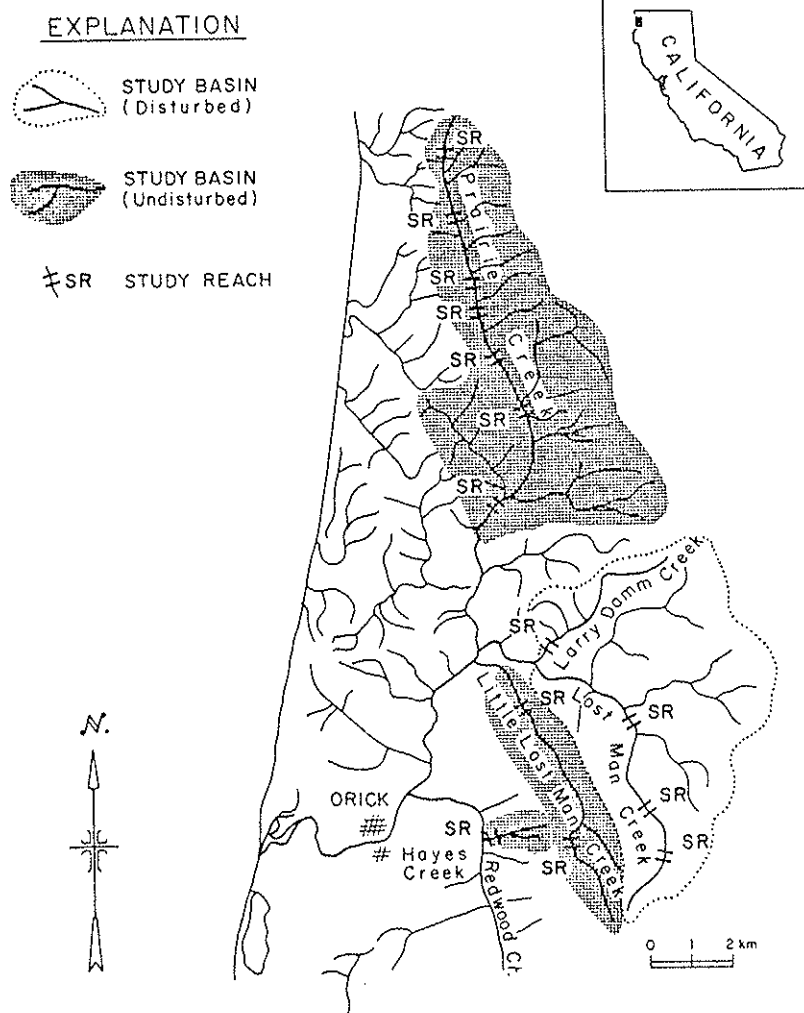 EXPLANATION
STUDY BASIN
(Disturbed)
STUDY BASIN
(Undisturbed)
SR STUDY REACH
CALIFORNIA
SR
Prairie
SR
SR
SR
SR
Creek
SR
SR
Larry Damm Creek
SR
Little Lost Man Creek
SR
Lost Man Creek
SR
SR
SR
N.
ORICK
SR
Hayes
Creek
SR
Redwood Cr.
0 1 2 km